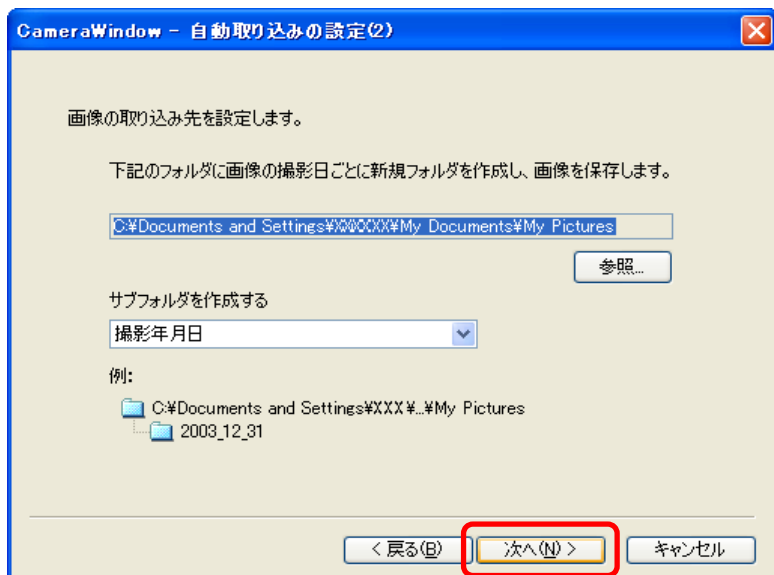 CameraWindow - 自動取り込みの設定(2)
画像の取り込み先を設定します。
下記のフォルダに画像の撮影日ごとに新規フォルダを作成し、画像を保存します。
C:¥Documents and Settings¥XXXXXX¥My Documents¥My Pictures
参照...
サブフォルダを作成する
撮影年月日
例:
C:¥Documents and Settings¥XXX¥...¥My Pictures
2003_12_31
< 戻る(B) 次へ(N) > キャンセル